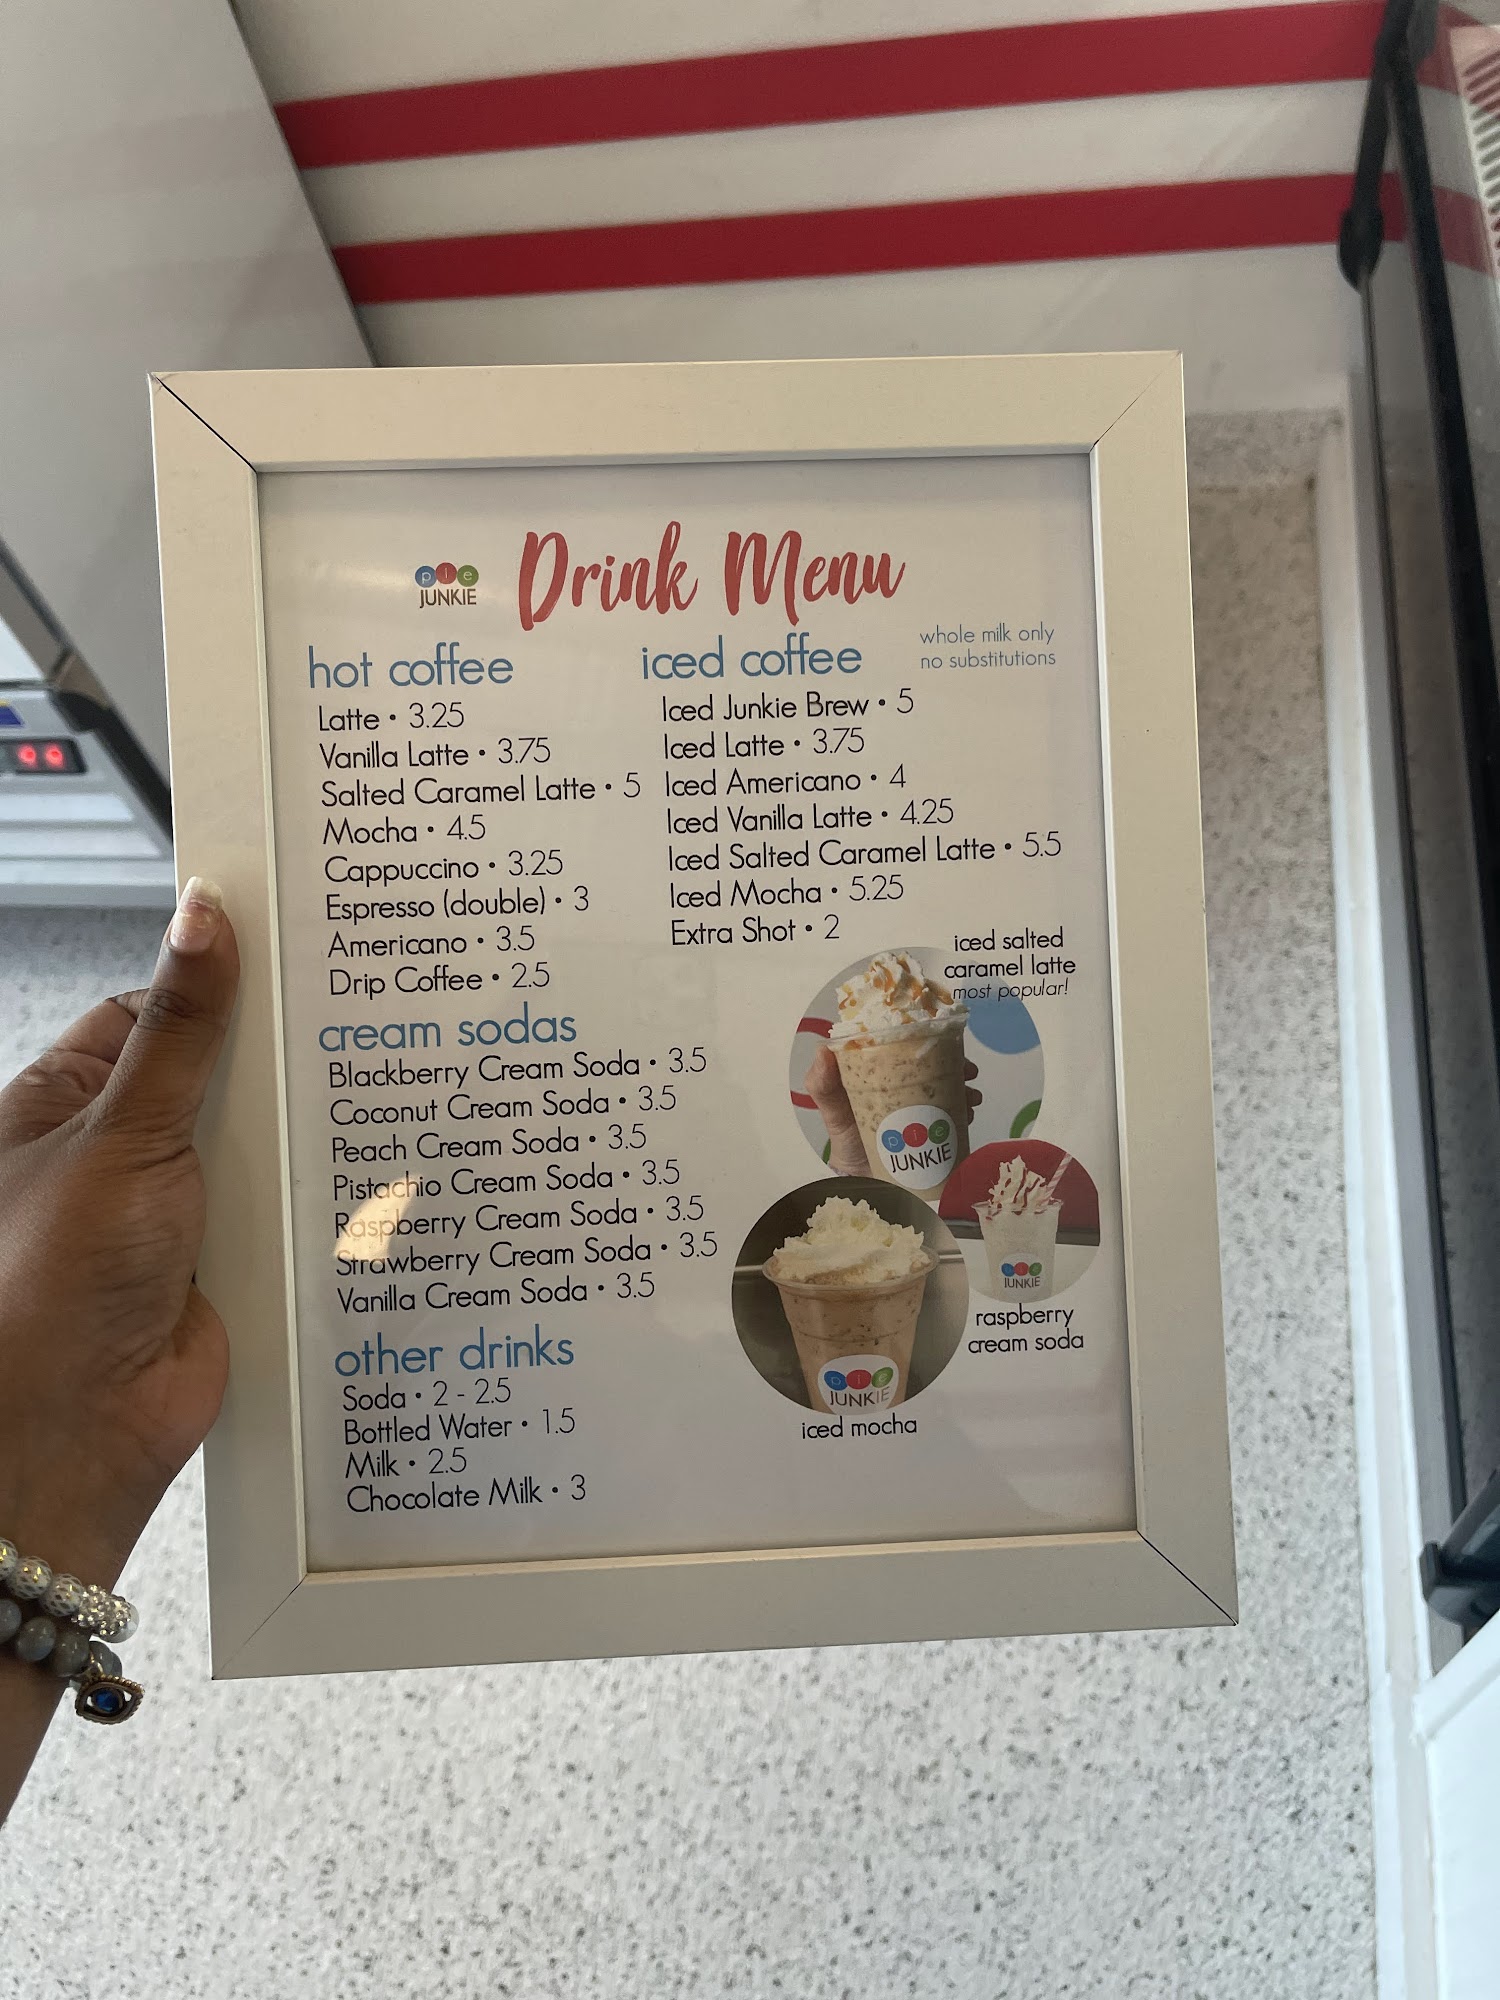 pie
JUNKIE
Drink Menu
whole milk only
no substitutions
hot coffee
Latte • 3.25
Vanilla Latte • 3.75
Salted Caramel Latte • 5
Mocha • 4.5
Cappuccino • 3.25
Espresso (double) • 3
Americano • 3.5
Drip Coffee • 2.5
iced coffee
Iced Junkie Brew • 5
Iced Latte • 3.75
Iced Americano • 4
Iced Vanilla Latte • 4.25
Iced Salted Caramel Latte • 5.5
Iced Mocha • 5.25
Extra Shot • 2
cream sodas
Blackberry Cream Soda • 3.5
Coconut Cream Soda • 3.5
Peach Cream Soda • 3.5
Pistachio Cream Soda • 3.5
Raspberry Cream Soda • 3.5
Strawberry Cream Soda • 3.5
Vanilla Cream Soda • 3.5
other drinks
Soda • 2 - 2.5
Bottled Water • 1.5
Milk • 2.5
Chocolate Milk • 3
iced salted
caramel latte
most popular!
pie
JUNKIE
pie
JUNKIE
raspberry
cream soda
pie
JUNKIE
iced mocha